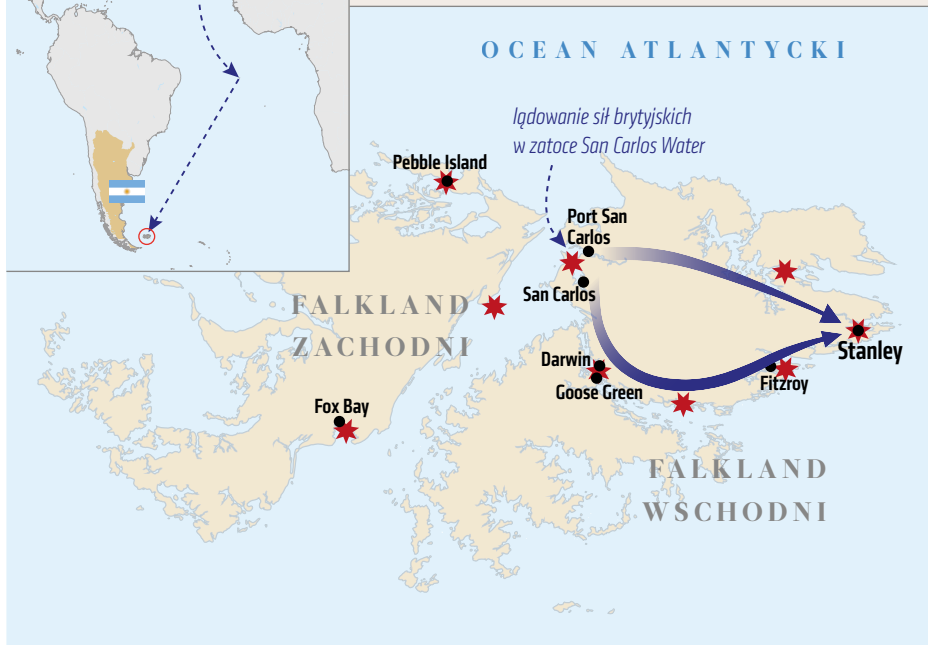 OCEAN ATLANTYCKI
lądowanie sił brytyjskich
w zatoce San Carlos Water
Pebble Island
Port San
Carlos
San Carlos
FALKLAND
ZACHODNI
Stanley
Darwin
Goose Green
Fitzroy
Fox Bay
FALKLAND
WSCHODNI